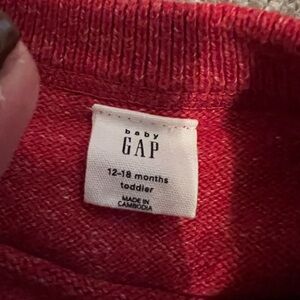 baby
GAP
12-18 months
toddler
MADE IN
CAMBODIA